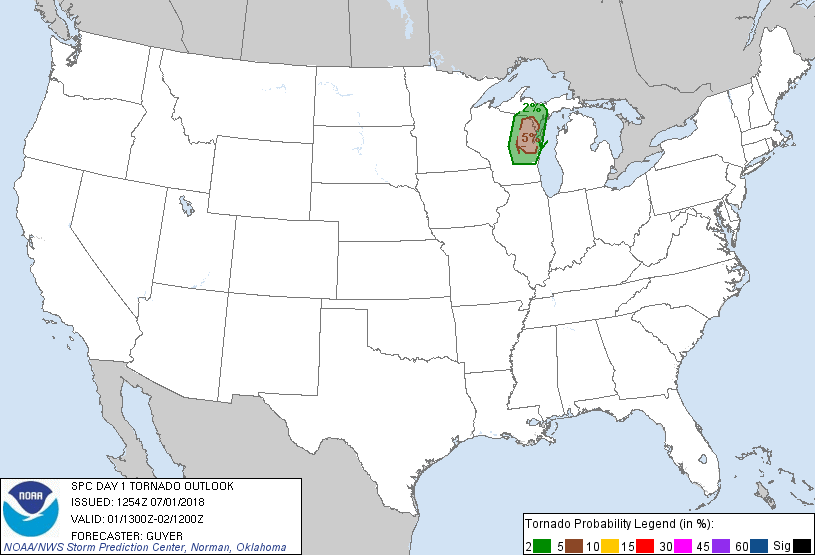 2%
5%
NOAA
SPC DAY 1 TORNADO OUTLOOK
ISSUED: 1254Z 07/01/2018
VALID: 01/1300Z-02/1200Z
FORECASTER: GUYER
NOAA/NWS Storm Prediction Center, Norman, Oklahoma
Tornado Probability Legend (in %):
2 5 10 15 30 45 60 Sig